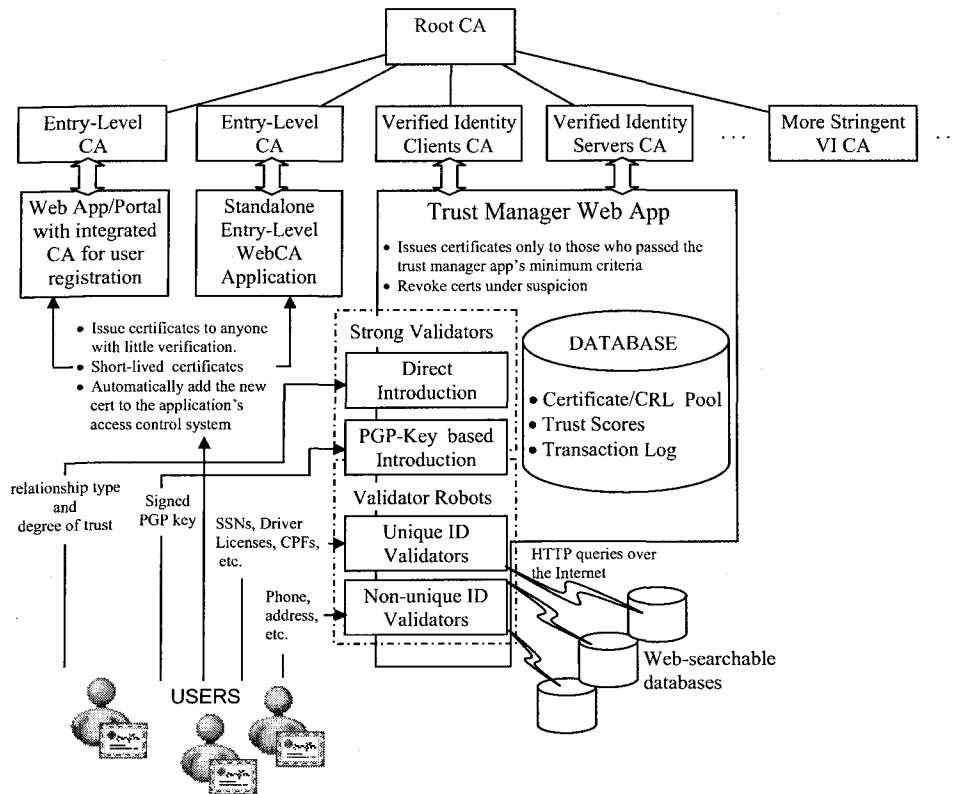 Root CA
Entry-Level
CA
Entry-Level
CA
Verified Identity
Clients CA
Verified Identity
Servers CA
. . .
More Stringent
VI CA
. .
Web App/Portal
with integrated
CA for user
registration
Standalone
Entry-Level
WebCA
Application
Trust Manager Web App
• Issues certificates only to those who passed the
trust manager app's minimum criteria
• Revoke certs under suspicion
• Issue certificates to anyone
with little verification.
• Short-lived certificates
• Automatically add the new
cert to the application's
access control system
Strong Validators
Direct
Introduction
PGP-Key based
Introduction
Validator Robots
Unique ID
Validators
Non-unique ID
Validators
DATABASE
• Certificate/CRL Pool
• Trust Scores
• Transaction Log
relationship type
and
degree of trust
Signed
PGP key
SSNs, Driver
Licenses, CPFs,
etc.
Phone,
address,
etc.
HTTP queries over
the Internet
Web-searchable
databases
USERS